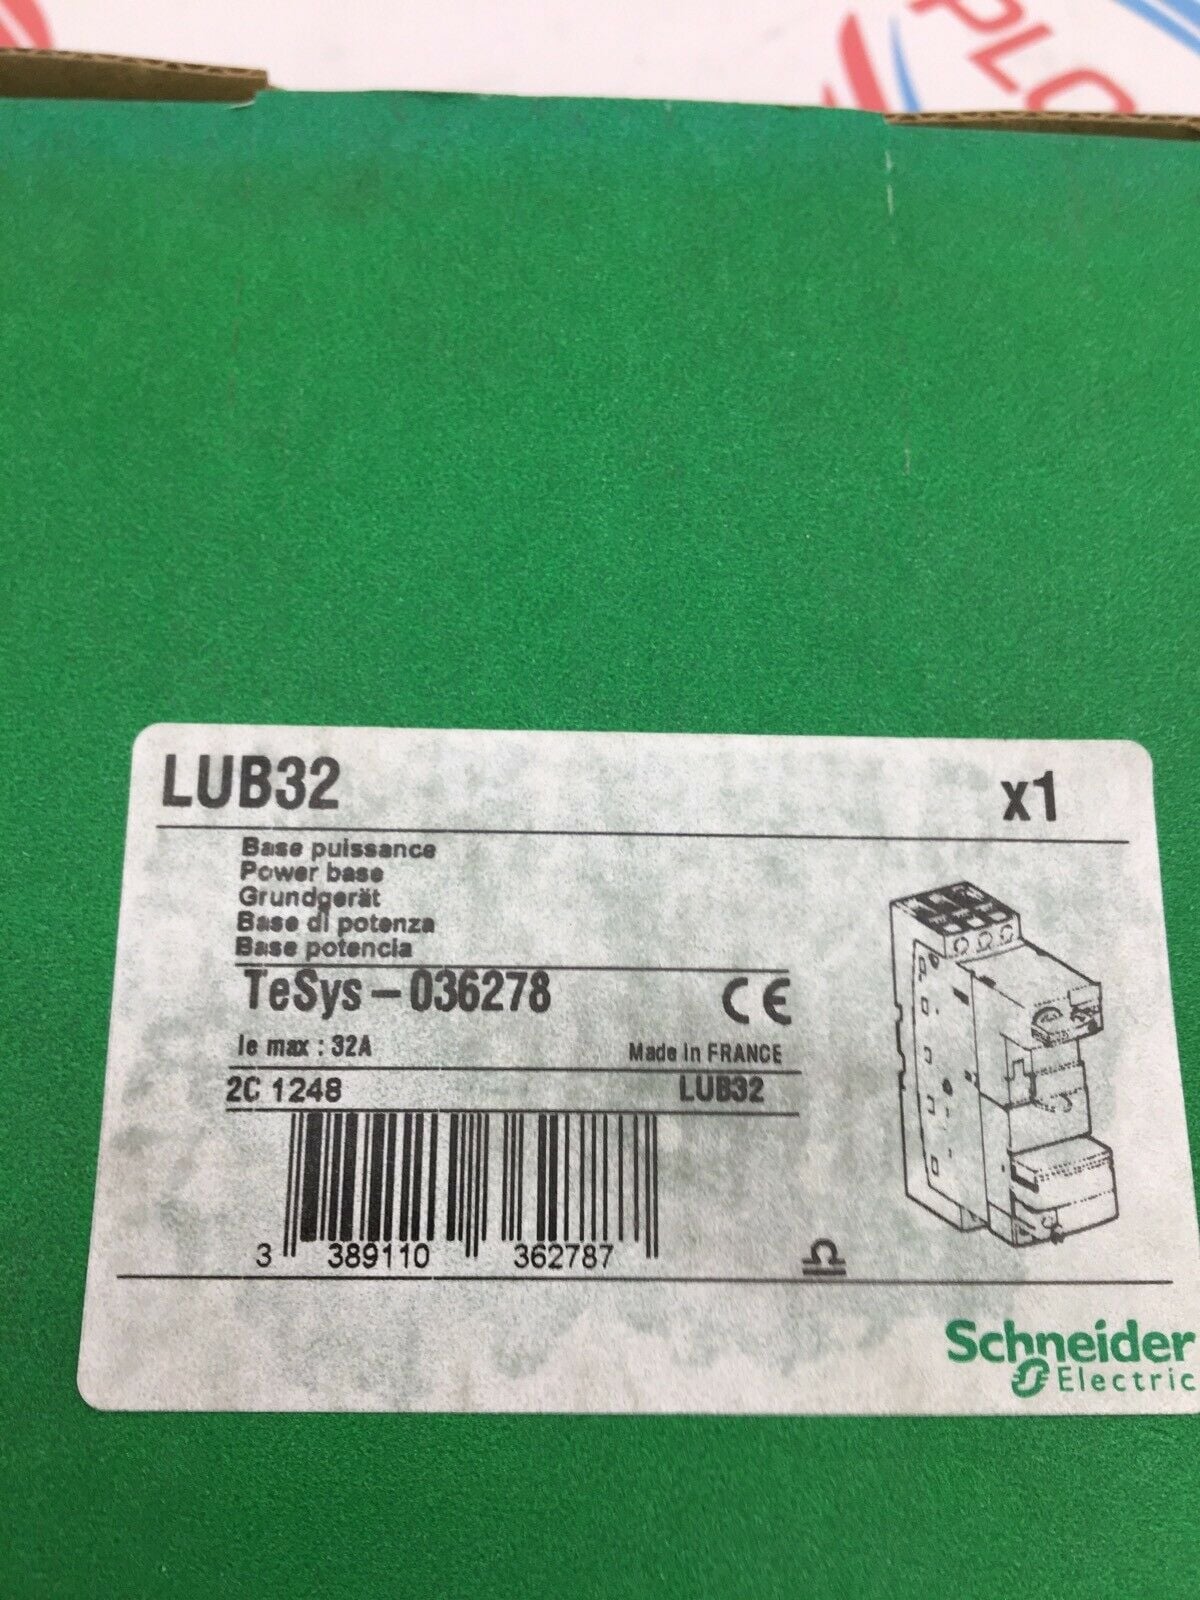 PLC
LUB32
x1
Base puissance
Power base
Grundgerät
Base di potenza
Base potencia
TeSys - 036278
CE
Ie max : 32A
Made in FRANCE
2C 1248
LUB32
3 389110 362787
Schneider
Electric